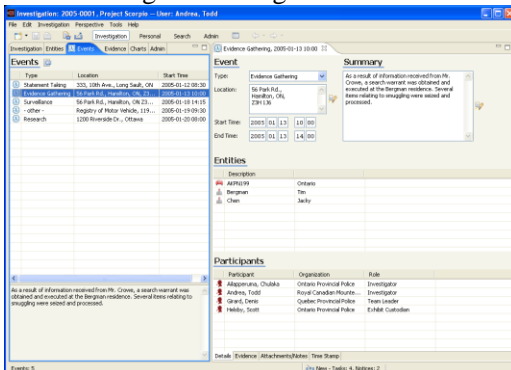 Investigation: 2005-0001, Project Scorpio -- User: Andrea, Todd
File Edit Investigation Perspective Tools Help
Investigation Personal Search Admin
Investigation Entities Events Evidence Charts Admin
Evidence Gathering, 2005-01-13 10:00
Events
Type Location Start Time
Statement Taking 333, 10th Ave., Long Sault, ON 2005-01-12 08:30
Evidence Gathering 56 Park Rd., Hamilton, ON, Z3... 2005-01-13 10:00
Surveillance 56 Park Rd., Hamilton, ON Z3... 2005-01-18 14:15
- other - Registry of Motor Vehicle, 119... 2005-01-19 09:30
Research 1200 Riverside Dr., Ottawa 2005-01-20 08:00
As a result of information received from Mr. Crowe, a search warrant was
obtained and executed at the Bergman residence. Several items relating to
smuggling were seized and processed.
Events: 5
Event
Type: Evidence Gathering
Location: 56 Park Rd.,
Hamilton, ON,
Z3H 1J6
Start Time: 2005 01 13 10 00
End Time: 2005 01 13 14 00
Summary
As a result of information received from Mr.
Crowe, a search warrant was obtained and
executed at the Bergman residence. Several
items relating to smuggling were seized and
processed.
Entities
Description
Ontario
Bergman Tim
Chen Jacky
Participants
Participant Organization Role
Chulaka Ontario Provincial Police Investigator
Andrea, Todd Royal Canadian Mounte... Investigator
Girard, Denis Quebec Provincial Police Team Leader
Scott Ontario Provincial Police Exhibit Custodian
Details Evidence Attachments/Notes Time Stamp
New - Tasks: 4, Notices: 2